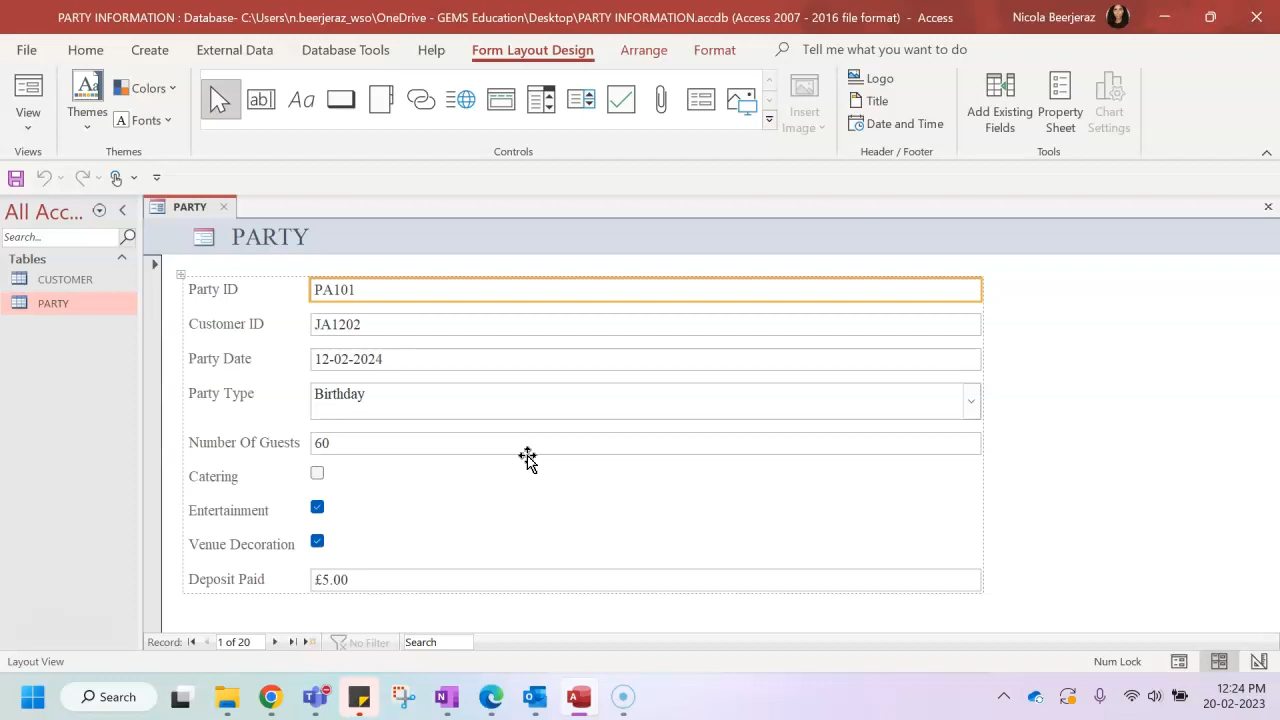 PARTY INFORMATION : Database- C:\Users\n.beerjeraz_wso\OneDrive - GEMS Education\Desktop\PARTY INFORMATION.accdb (Access 2007 - 2016 file format) - Access
Nicola Beerjeraz
File Home Create External Data Database Tools Help Form Layout Design Arrange Format Tell me what you want to do
View
Themes
Aa
Colors
A Fonts
ab
Aa
Insert
Image
Logo
Title
Date and Time
Add Existing
Fields
Property
Sheet
Chart
Settings
Views Themes Controls Header / Footer Tools
All Acc...
Search...
Tables
CUSTOMER
PARTY
PARTY
PARTY
Party ID PA101
Customer ID JA1202
Party Date 12-02-2024
Party Type Birthday
Number Of Guests 60
Catering
Entertainment
Venue Decoration
Deposit Paid £5.00
Record: 1 of 20 No Filter Search
Layout View Num Lock
Search
12:24 PM
20-02-2023